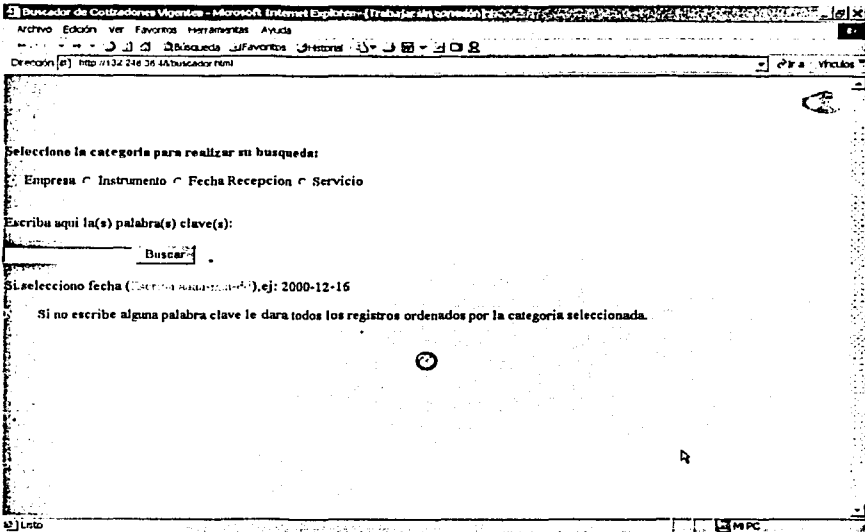 Buscador de Cotizaciones Vigentes - Microsoft Internet Explorer - [Trabajar sin conexión]
Archivo Edición Ver Favoritos Herramientas Ayuda
Búsqueda Favoritos Historial
Dirección http://132.248.36.48/buscador.html Ir a Vínculos
Seleccione la categoria para realizar su busqueda:
Empresa Instrumento Fecha Recepcion Servicio
Escriba aqui la(s) palabra(s) clave(s):
Buscar
Si selecciono fecha ( ),ej: 2000-12-16
Si no escribe alguna palabra clave le dara todos los registros ordenados por la categoria seleccionada.
Listo Mi PC